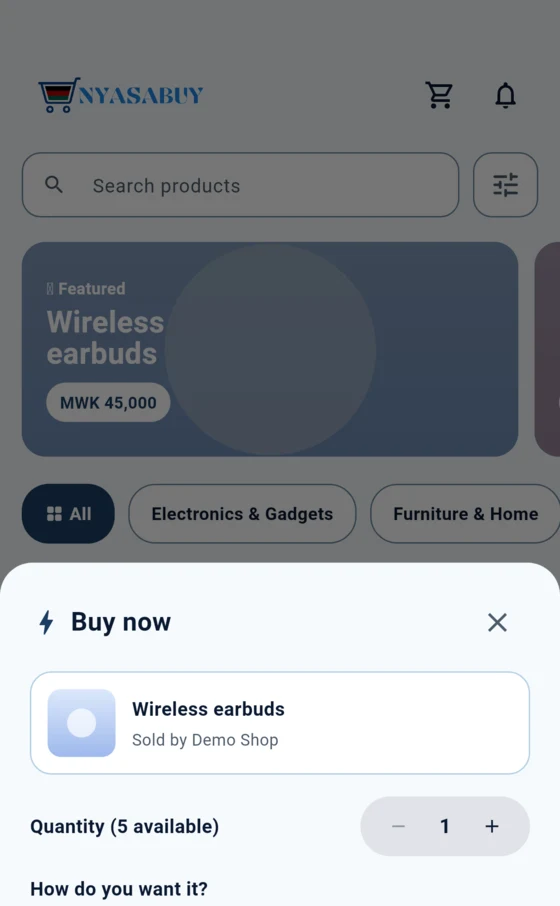 NYASABUY
Search products
Featured
Wireless
earbuds
MWK 45,000
All
Electronics & Gadgets
Furniture & Home
Buy now
Wireless earbuds
Sold by Demo Shop
Quantity (5 available)
− 1 +
How do you want it?